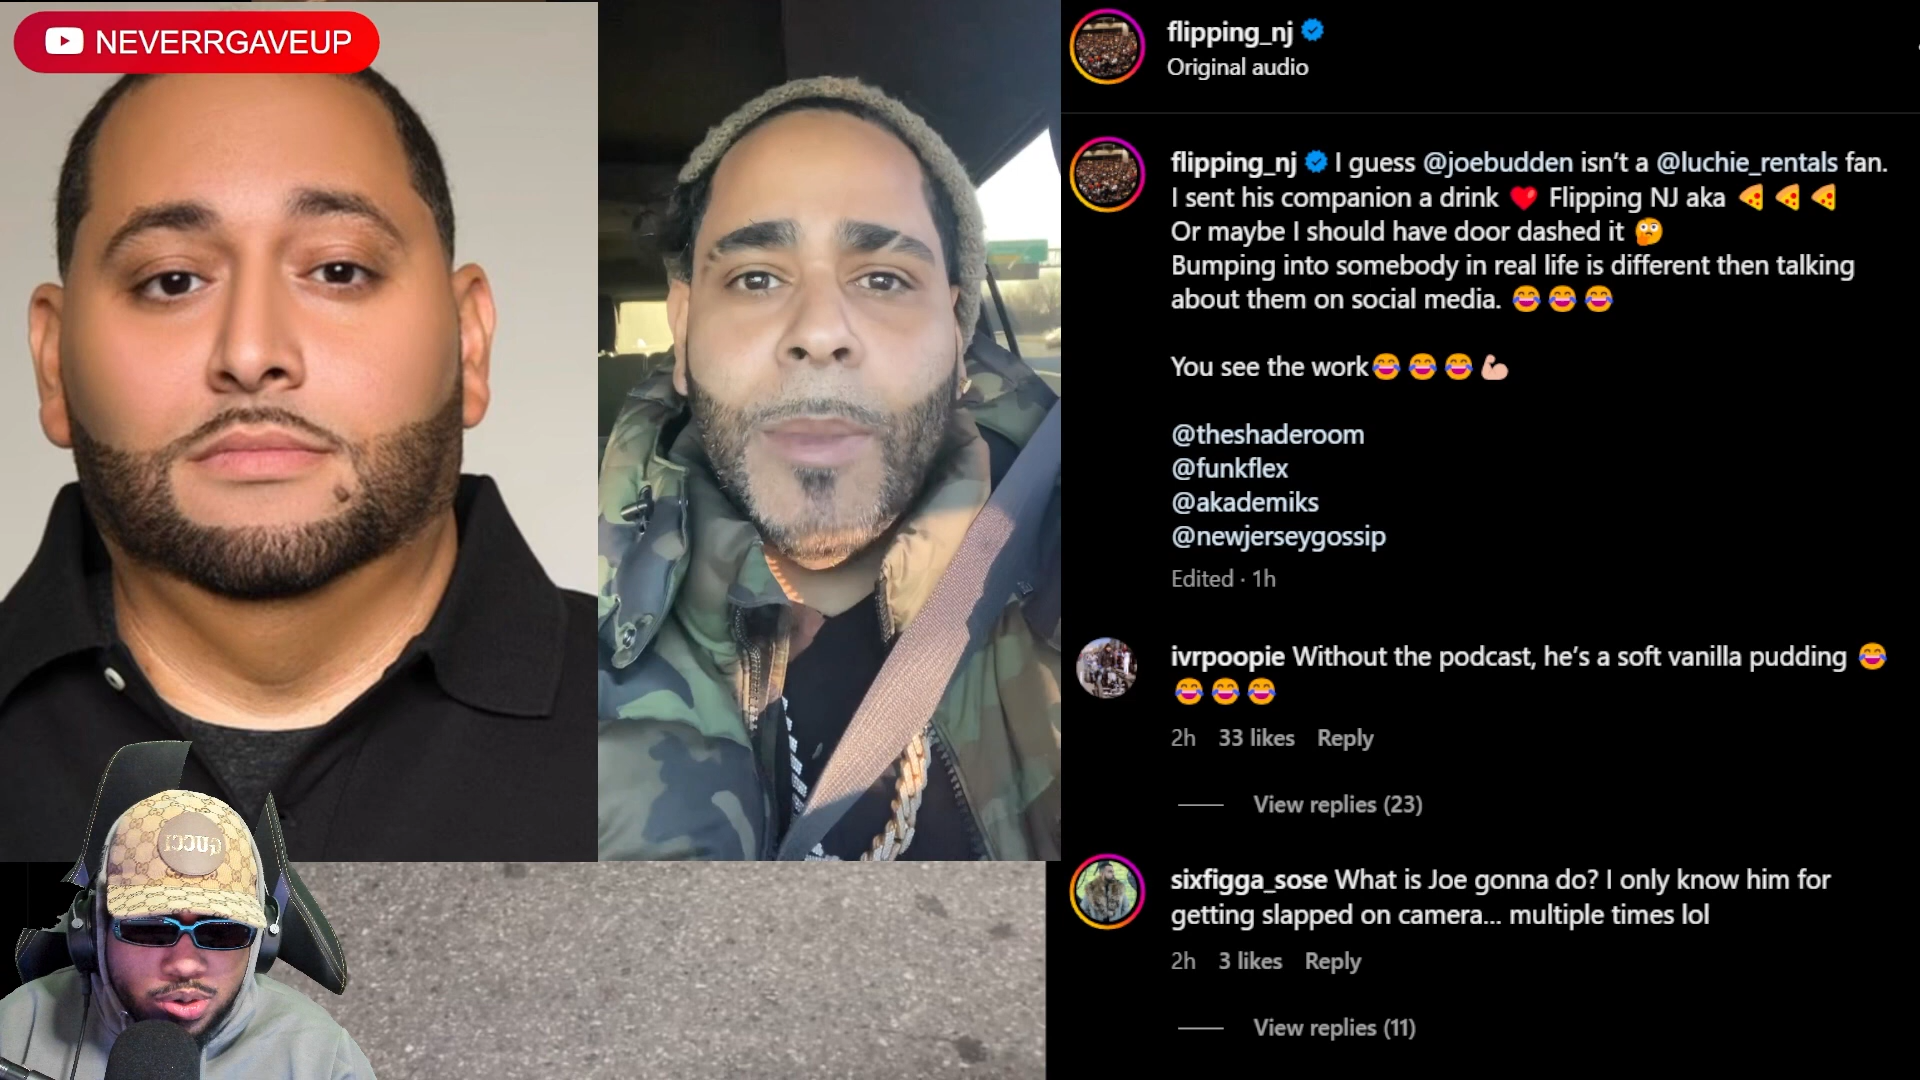 NEVERRGAVEUP
flipping_nj
Original audio
flipping_nj I guess @joebudden isn’t a @luchie_rentals fan.
I sent his companion a drink ❤️ Flipping NJ aka 🍕 🍕 🍕
Or maybe I should have door dashed it 🤔
Bumping into somebody in real life is different then talking
about them on social media. 😂 😂 😂
You see the work😂 😂 😂 💪🏼
@theshaderoom
@funkflex
@akademiks
@newjerseygossip
Edited · 1h
ivrpoopie Without the podcast, he’s a soft vanilla pudding 😂
😂 😂 😂
2h 33 likes Reply
View replies (23)
sixfigga_sose What is Joe gonna do? I only know him for
getting slapped on camera... multiple times lol
2h 3 likes Reply
View replies (11)
GUCCI